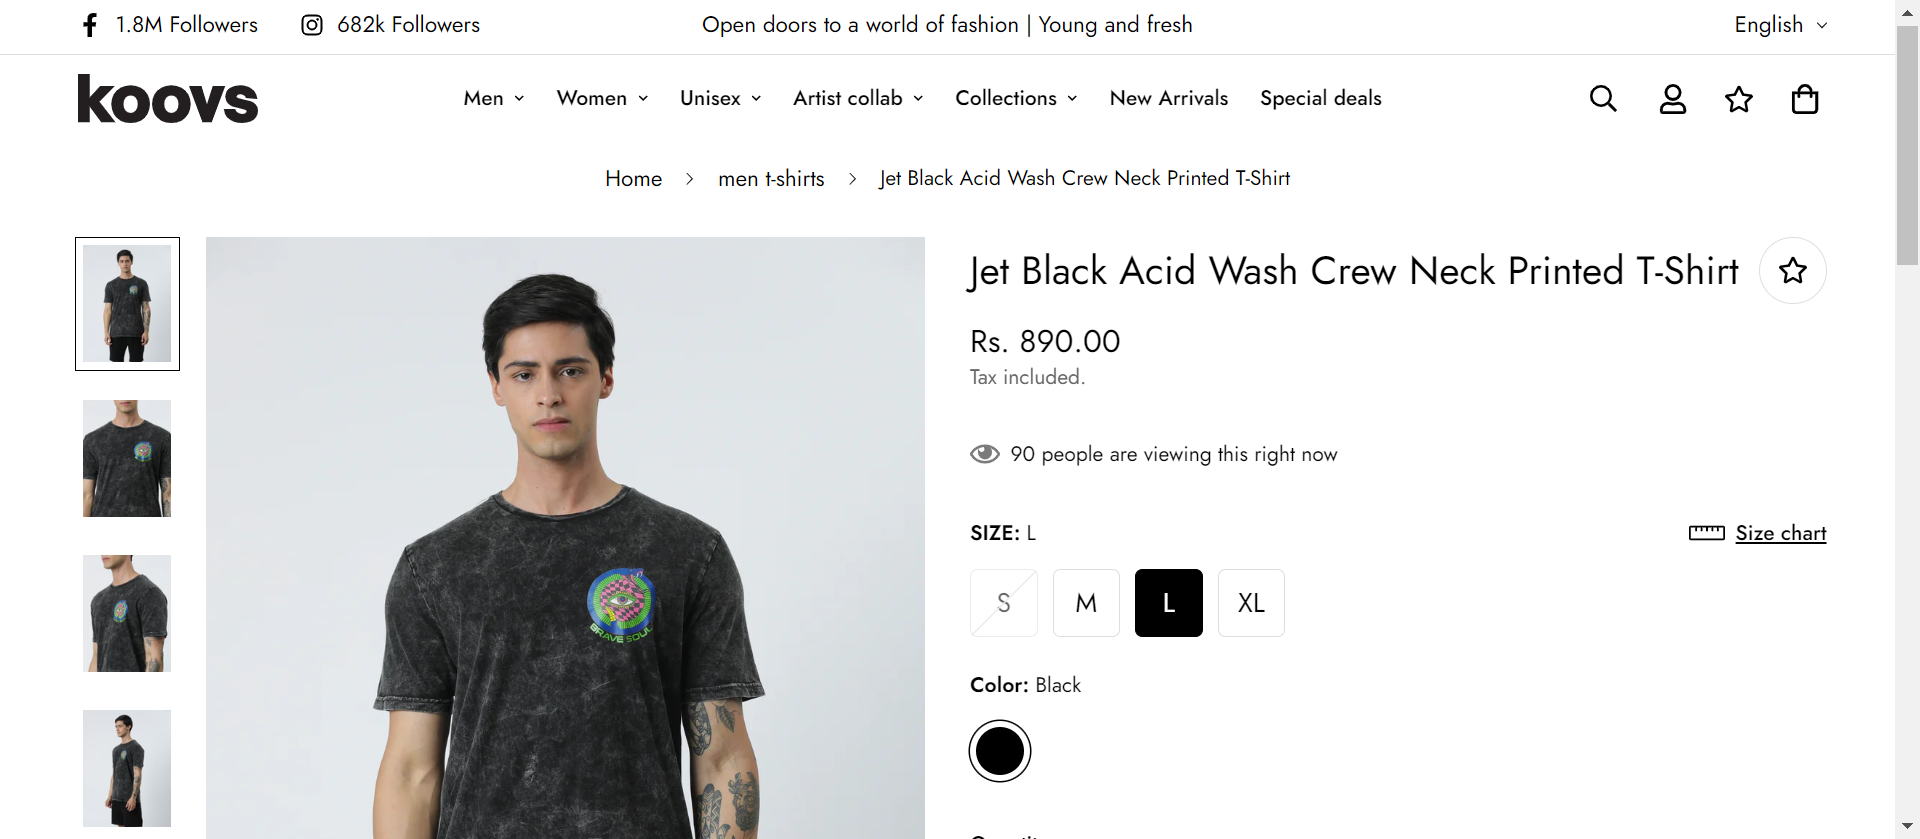 1.8M Followers
682k Followers
Open doors to a world of fashion | Young and fresh
English
koovs
Men
Women
Unisex
Artist collab
Collections
New Arrivals
Special deals
Home > men t-shirts > Jet Black Acid Wash Crew Neck Printed T-Shirt
Jet Black Acid Wash Crew Neck Printed T-Shirt
Rs. 890.00
Tax included.
90 people are viewing this right now
SIZE: L
Size chart
S
M
L
XL
Color: Black
BRAVE SOUL